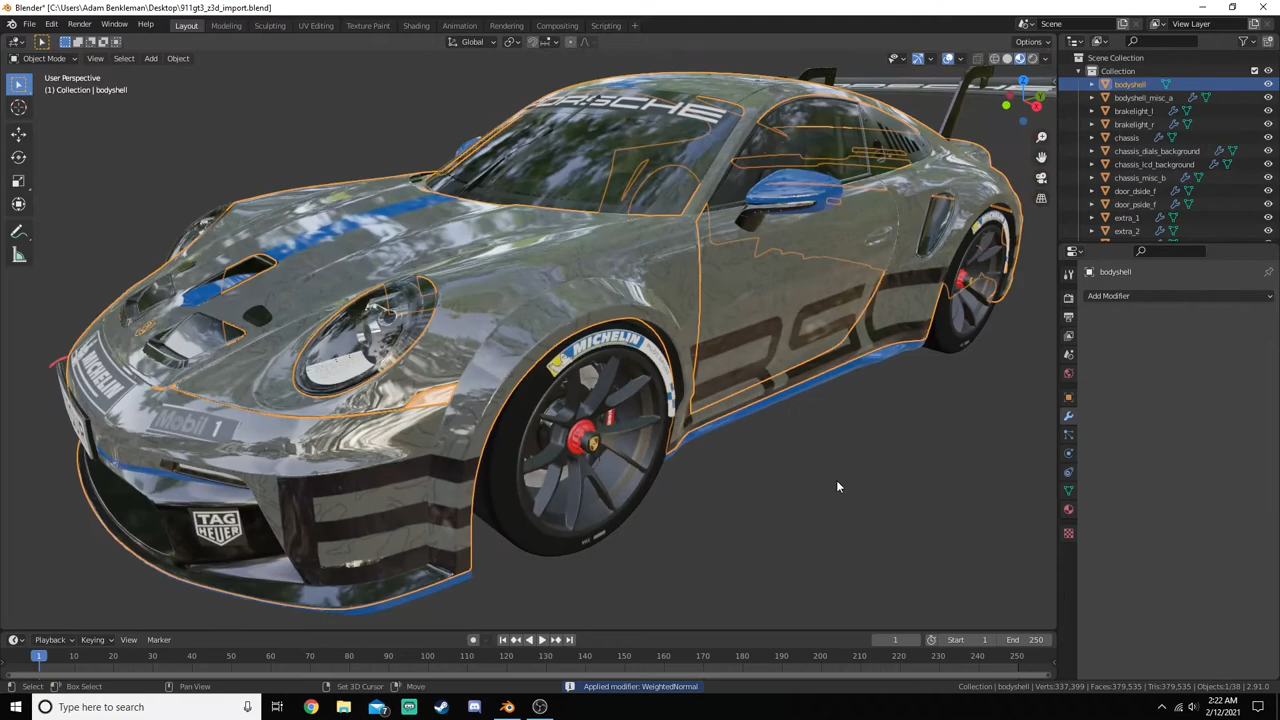 Blender* [C:\Users\Adam Benkleman\Desktop\911gt3_z3d_import.blend]
File Edit Render Window Help Layout Modeling Sculpting UV Editing Texture Paint Shading Animation Rendering Compositing Scripting + Scene View Layer
Global Options
Object Mode View Select Add Object
User Perspective
(1) Collection | bodyshell
Scene Collection
Collection
bodyshell
bodyshell_misc_a
brakelight_l
brakelight_r
chassis
chassis_dials_background
chassis_lcd_background
chassis_misc_b
door_dside_f
door_pside_f
extra_1
extra_2
bodyshell
Add Modifier
Z
Y
X
PORSCHE
MICHELIN
MICHELIN
MICHELIN
Mobil 1
TAG
HEUER
Playback Keying View Marker 1 Start 1 End 250
1 10 20 30 40 50 60 70 80 90 100 110 120 130 140 150 160 170 180 190 200 210 220 230 240 250
Select Box Select Pan View Set 3D Cursor Move Applied modifier: WeightedNormal Collection | bodyshell | Verts:337,399 | Faces:379,535 | Tris:379,535 | Objects:1/38 | 2.91.0
Type here to search
7
2:22 AM
2/12/2021